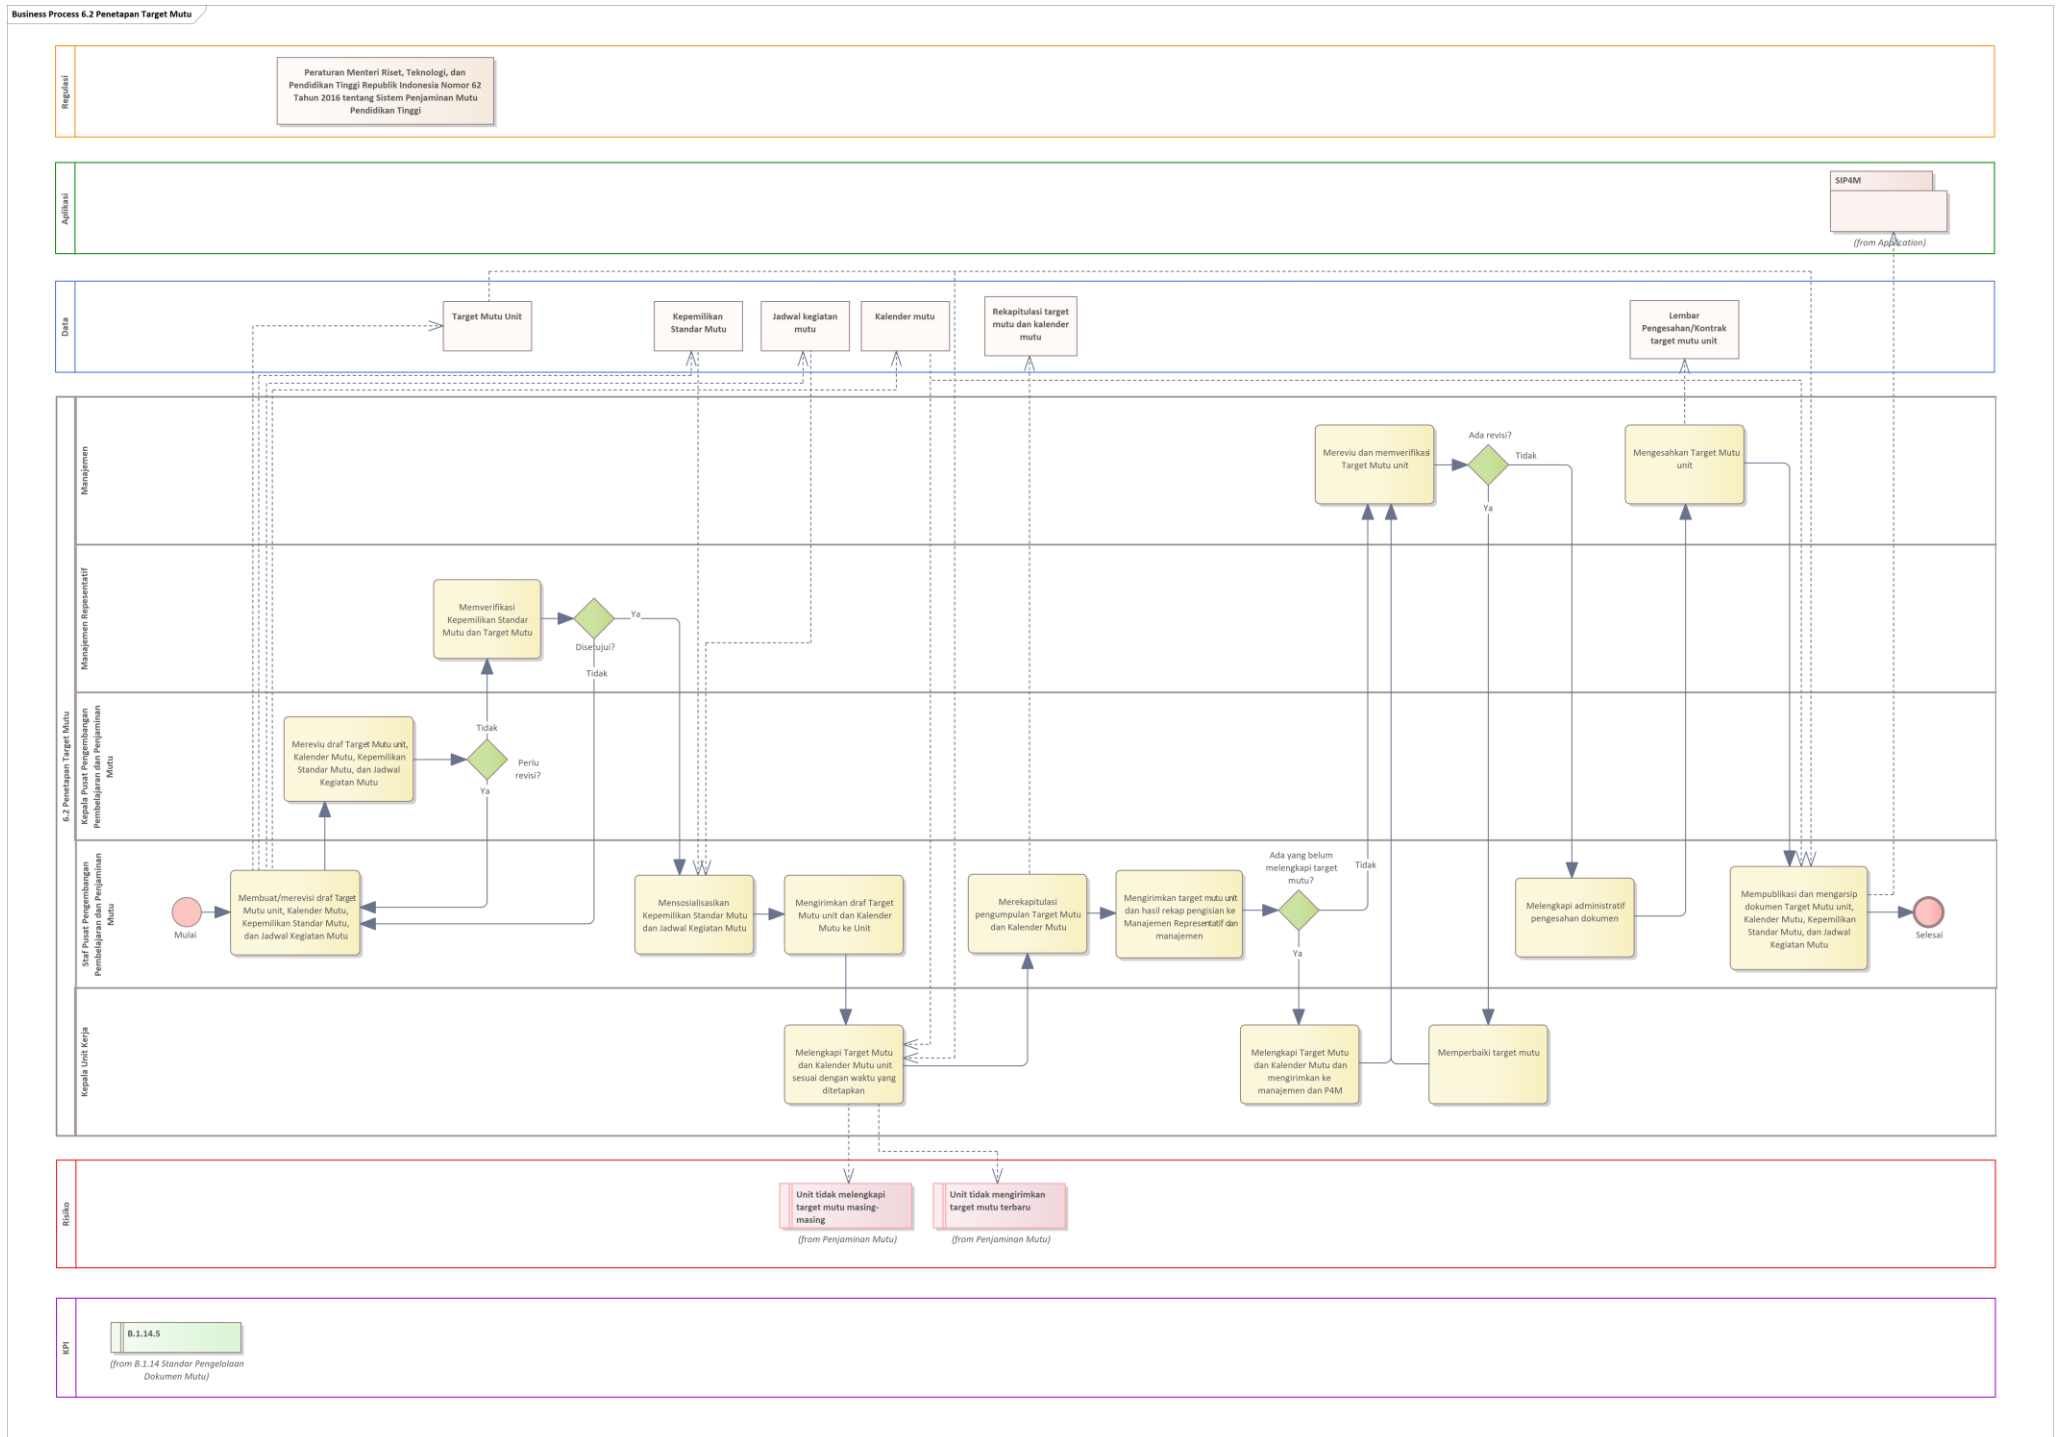 Business Process 6.2 Penetapan Target Mutu
Regulasi
Peraturan Menteri Riset, Teknologi, dan
Pendidikan Tinggi Republik Indonesia Nomor 62
Tahun 2016 tentang Sistem Penjaminan Mutu
Pendidikan Tinggi
Aplikasi
SIP4M
(from Application)
Data
Target Mutu Unit
Kepemilikan
Standar Mutu
Jadwal kegiatan
mutu
Kalender mutu
Rekapitulasi target
mutu dan kalender
mutu
Lembar
Pengesahan/Kontrak
target mutu unit
6.2 Penetapan Target Mutu
Manajemen
Mereviu dan memverifikasi
Target Mutu unit
Ada revisi?
Tidak
Ya
Mengesahkan Target Mutu
unit
Manajemen Repesentatif
Memverifikasi
Kepemilikan Standar
Mutu dan Target Mutu
Disetujui?
Ya
Tidak
Kepala Pusat Pengembangan
Pembelajaran dan Penjaminan
Mutu
Mereviu draf Target Mutu unit,
Kalender Mutu, Kepemilikan
Standar Mutu, dan Jadwal
Kegiatan Mutu
Tidak
Perlu
revisi?
Ya
Staf Pusat Pengembangan
Pembelajaran dan Penjaminan
Mutu
Mulai
Membuat/merevisi draf Target
Mutu unit, Kalender Mutu,
Kepemilikan Standar Mutu,
dan Jadwal Kegiatan Mutu
Mensosialisasikan
Kepemilikan Standar Mutu
dan Jadwal Kegiatan Mutu
Mengirimkan draf Target
Mutu unit dan Kalender
Mutu ke Unit
Merekapitulasi
pengumpulan Target Mutu
dan Kalender Mutu
Mengirimkan target mutu unit
dan hasil rekap pengisian ke
Manajemen Representatif dan
manajemen
Ada yang belum
melengkapi target
mutu?
Tidak
Ya
Melengkapi administratif
pengesahan dokumen
Mempublikasi dan mengarsip
dokumen Target Mutu unit,
Kalender Mutu, Kepemilikan
Standar Mutu, dan Jadwal
Kegiatan Mutu
Selesai
Kepala Unit Kerja
Melengkapi Target Mutu
dan Kalender Mutu unit
sesuai dengan waktu yang
ditetapkan
Melengkapi Target Mutu
dan Kalender Mutu dan
mengirimkan ke
manajemen dan P4M
Memperbaiki target mutu
Risiko
Unit tidak melengkapi
target mutu masing-
masing
(from Penjaminan Mutu)
Unit tidak mengirimkan
target mutu terbaru
(from Penjaminan Mutu)
KPI
B.1.14.5
(from B.1.14 Standar Pengelolaan
Dokumen Mutu)